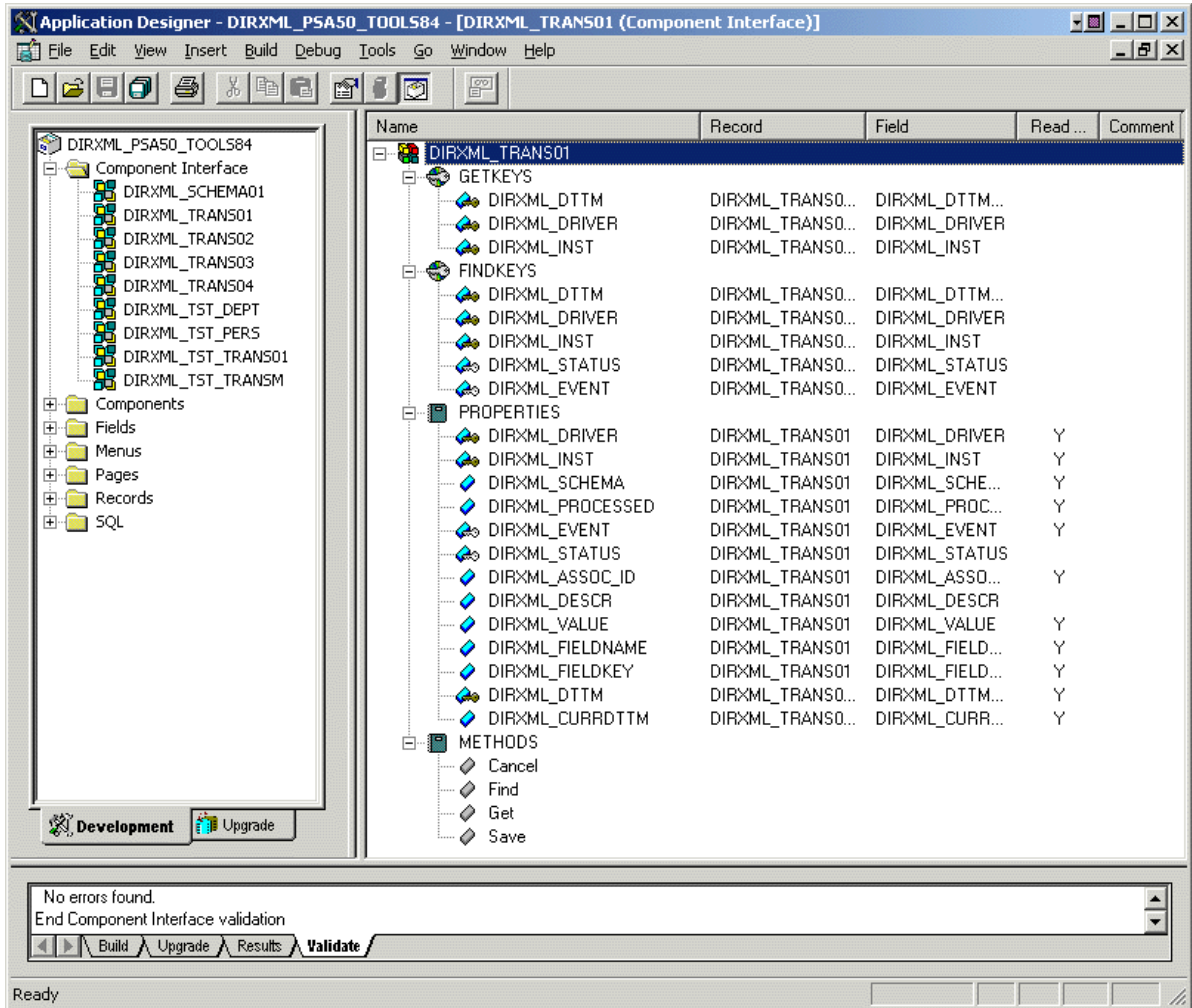 Application Designer - DIRXML_PSA50_TOOLS84 - [DIRXML_TRANS01 (Component Interface)]
File Edit View Insert Build Debug Tools Go Window Help
DIRXML_PSA50_TOOLS84
Component Interface
DIRXML_SCHEMA01
DIRXML_TRANS01
DIRXML_TRANS02
DIRXML_TRANS03
DIRXML_TRANS04
DIRXML_TST_DEPT
DIRXML_TST_PERS
DIRXML_TST_TRANS01
DIRXML_TST_TRANSM
Components
Fields
Menus
Pages
Records
SQL
Development Upgrade
Name Record Field Read ... Comment
DIRXML_TRANS01
GETKEYS
DIRXML_DTTM DIRXML_TRANS0... DIRXML_DTTM...
DIRXML_DRIVER DIRXML_TRANS0... DIRXML_DRIVER
DIRXML_INST DIRXML_TRANS0... DIRXML_INST
FINDKEYS
DIRXML_DTTM DIRXML_TRANS0... DIRXML_DTTM...
DIRXML_DRIVER DIRXML_TRANS0... DIRXML_DRIVER
DIRXML_INST DIRXML_TRANS0... DIRXML_INST
DIRXML_STATUS DIRXML_TRANS0... DIRXML_STATUS
DIRXML_EVENT DIRXML_TRANS0... DIRXML_EVENT
PROPERTIES
DIRXML_DRIVER DIRXML_TRANS01 DIRXML_DRIVER Y
DIRXML_INST DIRXML_TRANS01 DIRXML_INST Y
DIRXML_SCHEMA DIRXML_TRANS01 DIRXML_SCHE... Y
DIRXML_PROCESSED DIRXML_TRANS01 DIRXML_PROC... Y
DIRXML_EVENT DIRXML_TRANS01 DIRXML_EVENT Y
DIRXML_STATUS DIRXML_TRANS01 DIRXML_STATUS
DIRXML_ASSOC_ID DIRXML_TRANS01 DIRXML_ASSO... Y
DIRXML_DESCR DIRXML_TRANS01 DIRXML_DESCR
DIRXML_VALUE DIRXML_TRANS01 DIRXML_VALUE Y
DIRXML_FIELDNAME DIRXML_TRANS01 DIRXML_FIELD... Y
DIRXML_FIELDKEY DIRXML_TRANS01 DIRXML_FIELD... Y
DIRXML_DTTM DIRXML_TRANS0... DIRXML_DTTM... Y
DIRXML_CURRDTTM DIRXML_TRANS0... DIRXML_CURR... Y
METHODS
Cancel
Find
Get
Save
No errors found.
End Component Interface validation
Build Upgrade Results Validate
Ready